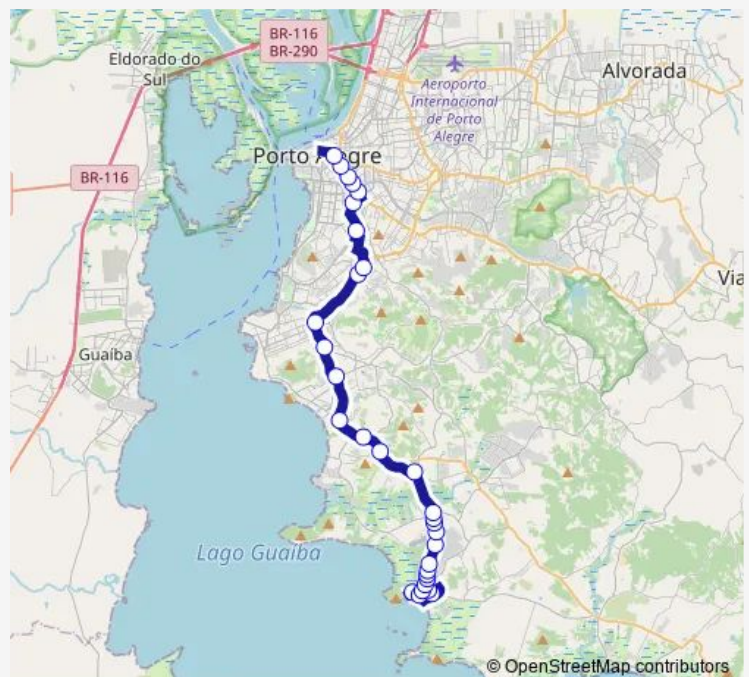 BR-116
BR-290
Eldorado do
Sul
Alvorada
Aeroporto
Internacional
de Porto
Alegre
Porto Alegre
BR-116
Via
Guaíba
Lago Guaíba
© OpenStreetMap contributors